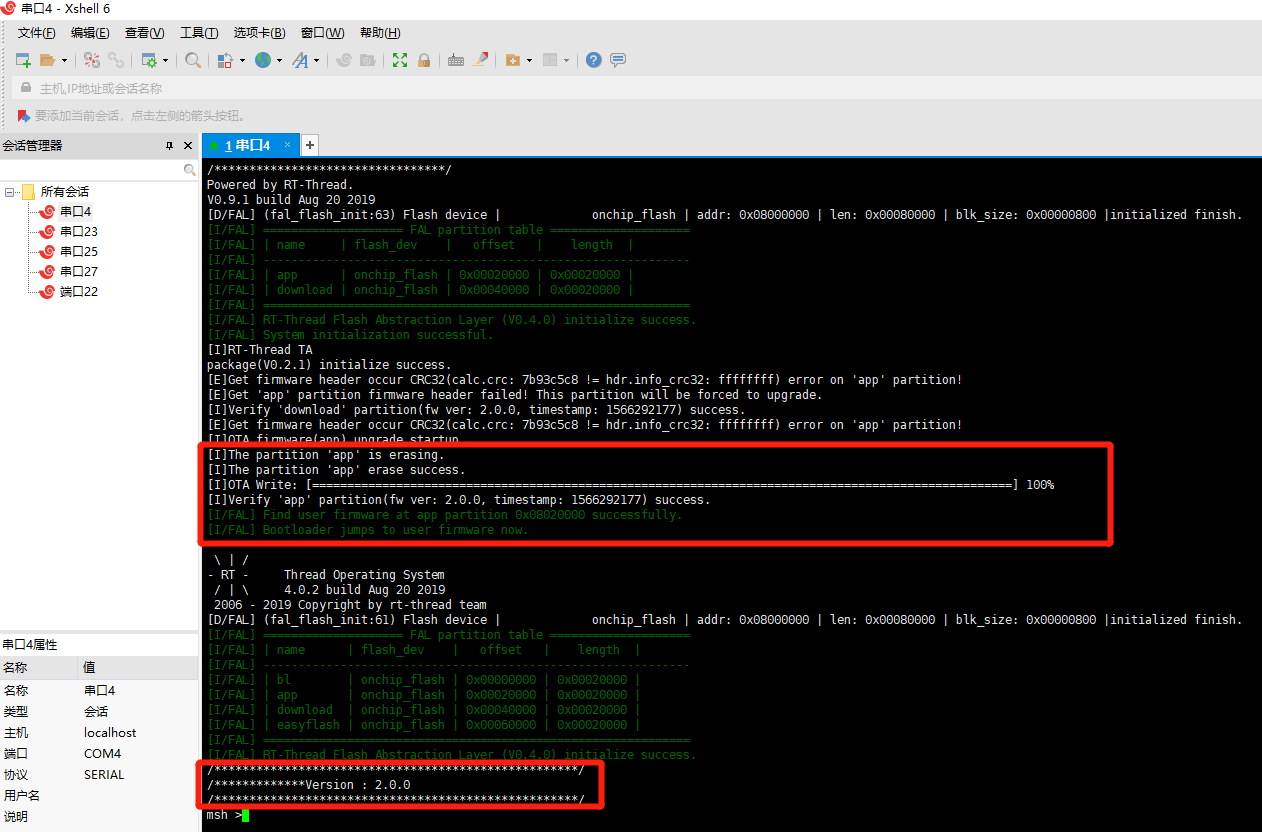 串口4 - Xshell 6
文件(F) 编辑(E) 查看(V) 工具(T) 选项卡(B) 窗口(W) 帮助(H)
主机,IP地址或会话名称
要添加当前会话，点击左侧的箭头按钮。
会话管理器
所有会话
串口4
串口23
串口25
串口27
端口22
串口4属性
名称 值
名称 串口4
类型 会话
主机 localhost
端口 COM4
协议 SERIAL
用户名
说明
1 串口4 × +
/*********************************/
Powered by RT-Thread.
V0.9.1 build Aug 20 2019
[D/FAL] (fal_flash_init:63) Flash device |             onchip_flash | addr: 0x08000000 | len: 0x00080000 | blk_size: 0x00000800 |initialized finish.
[I/FAL] ==================== FAL partition table ====================
[I/FAL] | name     | flash_dev    |   offset   |    length  |
[I/FAL] -------------------------------------------------------------
[I/FAL] | app      | onchip_flash | 0x00020000 | 0x00020000 |
[I/FAL] | download | onchip_flash | 0x00040000 | 0x00020000 |
[I/FAL] =============================================================
[I/FAL] RT-Thread Flash Abstraction Layer (V0.4.0) initialize success.
[I/FAL] System initialization successful.
[I]RT-Thread TA
package(V0.2.1) initialize success.
[E]Get firmware header occur CRC32(calc.crc: 7b93c5c8 != hdr.info_crc32: ffffffff) error on 'app' partition!
[E]Get 'app' partition firmware header failed! This partition will be forced to upgrade.
[I]Verify 'download' partition(fw ver: 2.0.0, timestamp: 1566292177) success.
[E]Get firmware header occur CRC32(calc.crc: 7b93c5c8 != hdr.info_crc32: ffffffff) error on 'app' partition!
[I]OTA firmware(app) upgrade startup
[I]The partition 'app' is erasing.
[I]The partition 'app' erase success.
[I]OTA Write: [====================================================================================================] 100%
[I]Verify 'app' partition(fw ver: 2.0.0, timestamp: 1566292177) success.
[I/FAL] Find user firmware at app partition 0x08020000 successfully.
[I/FAL] Bootloader jumps to user firmware now.
 \ | /
- RT -     Thread Operating System
 / | \     4.0.2 build Aug 20 2019
 2006 - 2019 Copyright by rt-thread team
[D/FAL] (fal_flash_init:61) Flash device |             onchip_flash | addr: 0x08000000 | len: 0x00080000 | blk_size: 0x00000800 |initialized finish.
[I/FAL] ==================== FAL partition table ====================
[I/FAL] | name      | flash_dev    |   offset   |    length  |
[I/FAL] -------------------------------------------------------------
[I/FAL] | bl        | onchip_flash | 0x00000000 | 0x00020000 |
[I/FAL] | app       | onchip_flash | 0x00020000 | 0x00020000 |
[I/FAL] | download  | onchip_flash | 0x00040000 | 0x00020000 |
[I/FAL] | easyflash | onchip_flash | 0x00060000 | 0x00020000 |
[I/FAL] =============================================================
[I/FAL] RT-Thread Flash Abstraction Layer (V0.4.0) initialize success.
/****************************************************/
/*************Version : 2.0.0
/****************************************************/
msh >